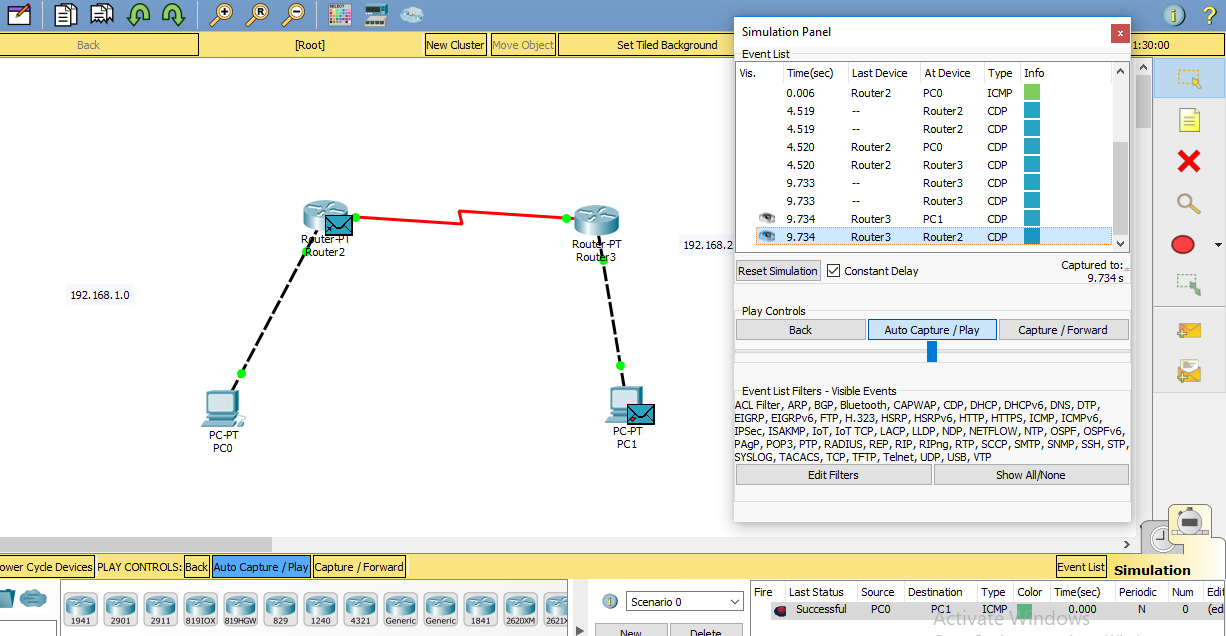 Back
[Root]
New Cluster
Move Object
Set Tiled Background
1:30:00
Simulation Panel
x
Event List
Vis. Time(sec) Last Device At Device Type Info
0.006 Router2 PC0 ICMP
4.519 -- Router2 CDP
4.519 -- Router2 CDP
4.520 Router2 PC0 CDP
4.520 Router2 Router3 CDP
9.733 -- Router3 CDP
9.733 -- Router3 CDP
9.734 Router3 PC1 CDP
9.734 Router3 Router2 CDP
Reset Simulation
Constant Delay
Captured to: *
9.734 s
Play Controls
Back
Auto Capture / Play
Capture / Forward
Event List Filters - Visible Events
ACL Filter, ARP, BGP, Bluetooth, CAPWAP, CDP, DHCP, DHCPv6, DNS, DTP,
EIGRP, EIGRPv6, FTP, H.323, HSRP, HSRPv6, HTTP, HTTPS, ICMP, ICMPv6,
IPSec, ISAKMP, IoT, IoT TCP, LACP, LLDP, NDP, NETFLOW, NTP, OSPF, OSPFv6,
PAgP, POP3, PTP, RADIUS, REP, RIP, RIPng, RTP, SCCP, SMTP, SNMP, SSH, STP,
SYSLOG, TACACS, TCP, TFTP, Telnet, UDP, USB, VTP
Edit Filters
Show All/None
Router-PT
Router2
Router-PT
Router3
192.168.2
192.168.1.0
PC-PT
PC0
PC-PT
PC1
ower Cycle Devices
PLAY CONTROLS:
Back
Auto Capture / Play
Capture / Forward
Event List
Simulation
1941
2901
2911
819IOX
819HGW
829
1240
4321
Generic
Generic
1841
2620XM
2621X
Scenario 0
New
Delete
Fire Last Status Source Destination Type Color Time(sec) Periodic Num Edit
Successful PC0 PC1 ICMP 0.000 N 0 (edi
Activate Windows